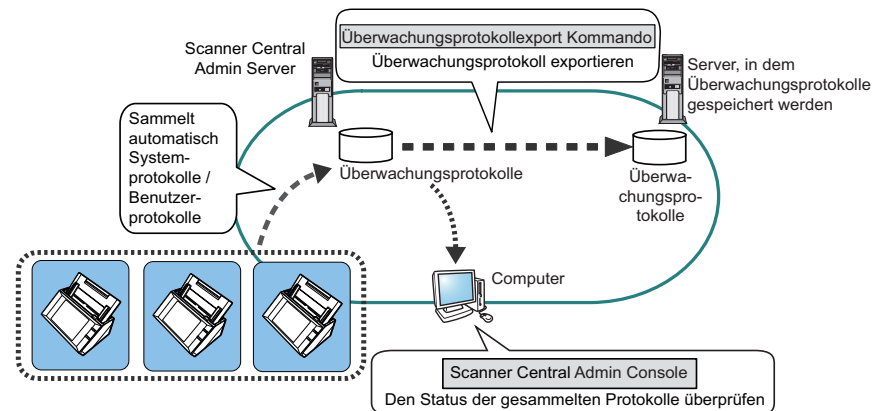 Überwachungsprotokollexport Kommando
Überwachungsprotokoll exportieren
Scanner Central
Admin Server
Server, in dem
Überwachungsprotokolle
gespeichert werden
Sammelt
automatisch
System-
protokolle /
Benutzer-
protokolle
Überwachungsprotokolle
Überwa-
chungspro-
tokolle
Computer
Scanner Central Admin Console
Den Status der gesammelten Protokolle überprüfen